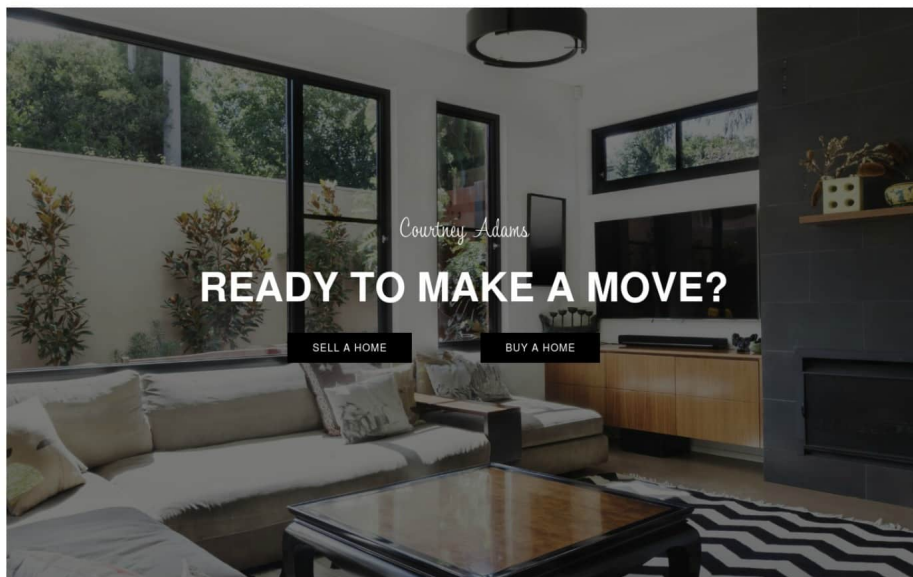 Courtney Adams
READY TO MAKE A MOVE?
SELL A HOME
BUY A HOME